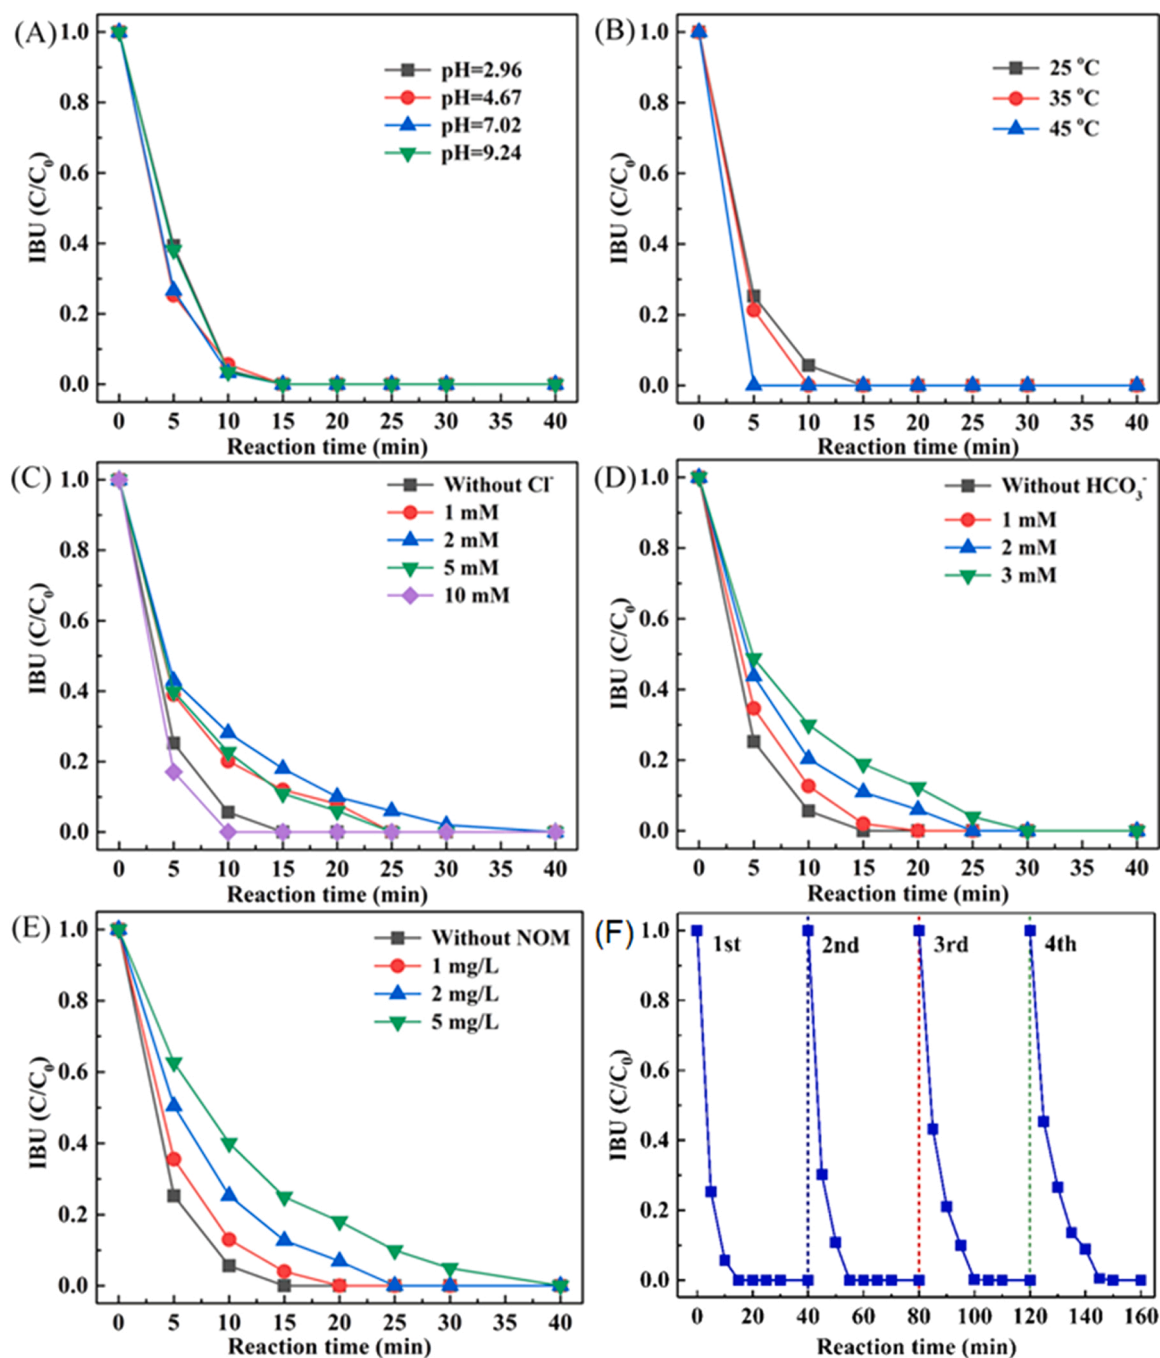 (A)
IBU (C/C0)
1.0
0.8
0.6
0.4
0.2
0.0
pH=2.96
pH=4.67
pH=7.02
pH=9.24
0 5 10 15 20 25 30 40
Reaction time (min)
(B)
IBU (C/C0)
1.0
0.8
0.6
0.4
0.2
0.0
25 °C
35 °C
45 °C
0 5 10 15 20 25 30 35 40
Reaction time (min)
(C)
IBU (C/C0)
1.0
0.8
0.6
0.4
0.2
0.0
Without Cl-
1 mM
2 mM
5 mM
10 mM
0 5 10 15 20 25 30 35 40
Reaction time (min)
(D)
IBU (C/C0)
1.0
0.8
0.6
0.4
0.2
0.0
Without HCO3-
1 mM
2 mM
3 mM
0 5 10 15 20 25 30 35 40
Reaction time (min)
(E)
IBU (C/C0)
1.0
0.8
0.6
0.4
0.2
0.0
Without NOM
1 mg/L
2 mg/L
5 mg/L
0 5 10 15 20 25 30 35 40
Reaction time (min)
(F)
IBU (C/C0)
1.0
0.8
0.6
0.4
0.2
0.0
1st 2nd 3rd 4th
0 20 40 60 80 100 120 140 160
Reaction time (min)